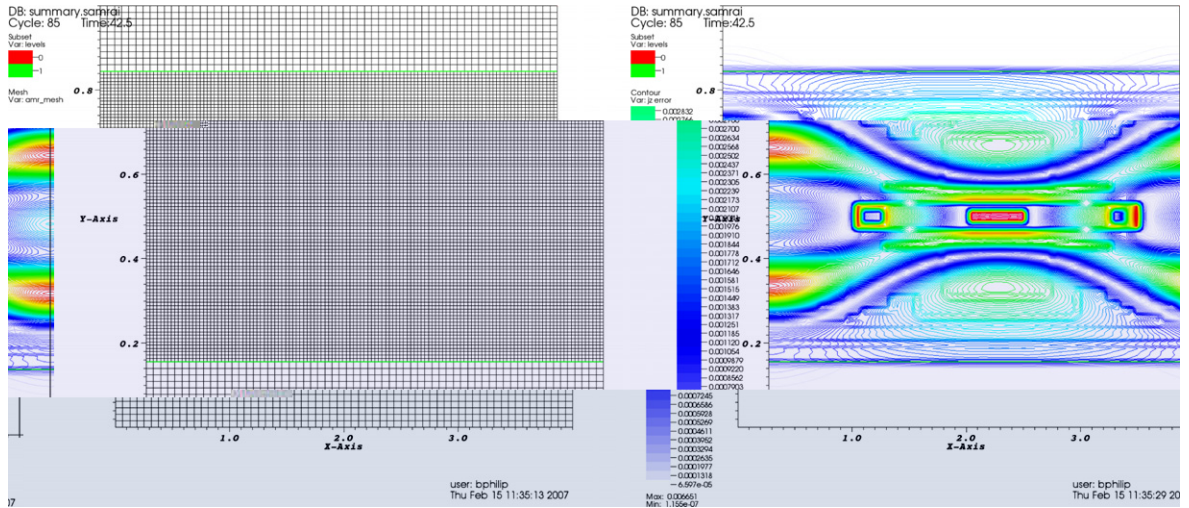 DB: summary.samrai
Cycle: 85 Time:42.5
Subset
Var: levels
0
1
Mesh
Var: amr_mesh
0.8
0.6
Y-Axis
0.4
0.2
1.0 2.0 3.0
X-Axis
user: bphilip
Thu Feb 15 11:35:13 2007
07
DB: summary.samrai
Cycle: 85 Time:42.5
Subset
Var: levels
0
1
Contour
Var: jz error
0.002832
0.002766
0.002700
0.002634
0.002568
0.002502
0.002437
0.002371
0.002305
0.002239
0.002173
0.002107
0.001976
0.001910
0.001844
0.001778
0.001712
0.001646
0.001581
0.001515
0.001449
0.001383
0.001317
0.001251
0.001185
0.001120
0.001054
0.0009879
0.0009220
0.0008562
0.0007903
0.0007245
0.0006586
0.0005928
0.0005269
0.0004611
0.0003952
0.0003294
0.0002635
0.0001977
0.0001318
6.597e-05
Max: 0.006651
Min: 1.155e-07
0.8
0.6
Y-Axis
0.4
0.2
1.0 2.0 3.0
X-Axis
user: bphilip
Thu Feb 15 11:35:29 20